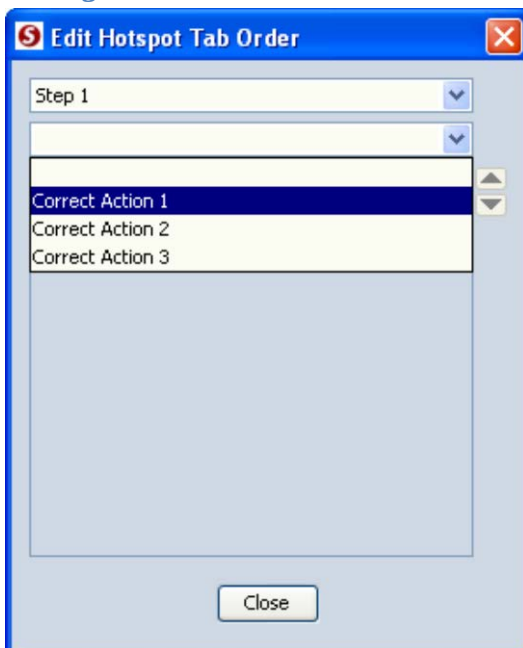 Edit Hotspot Tab Order
Step 1
Correct Action 1
Correct Action 2
Correct Action 3
Close